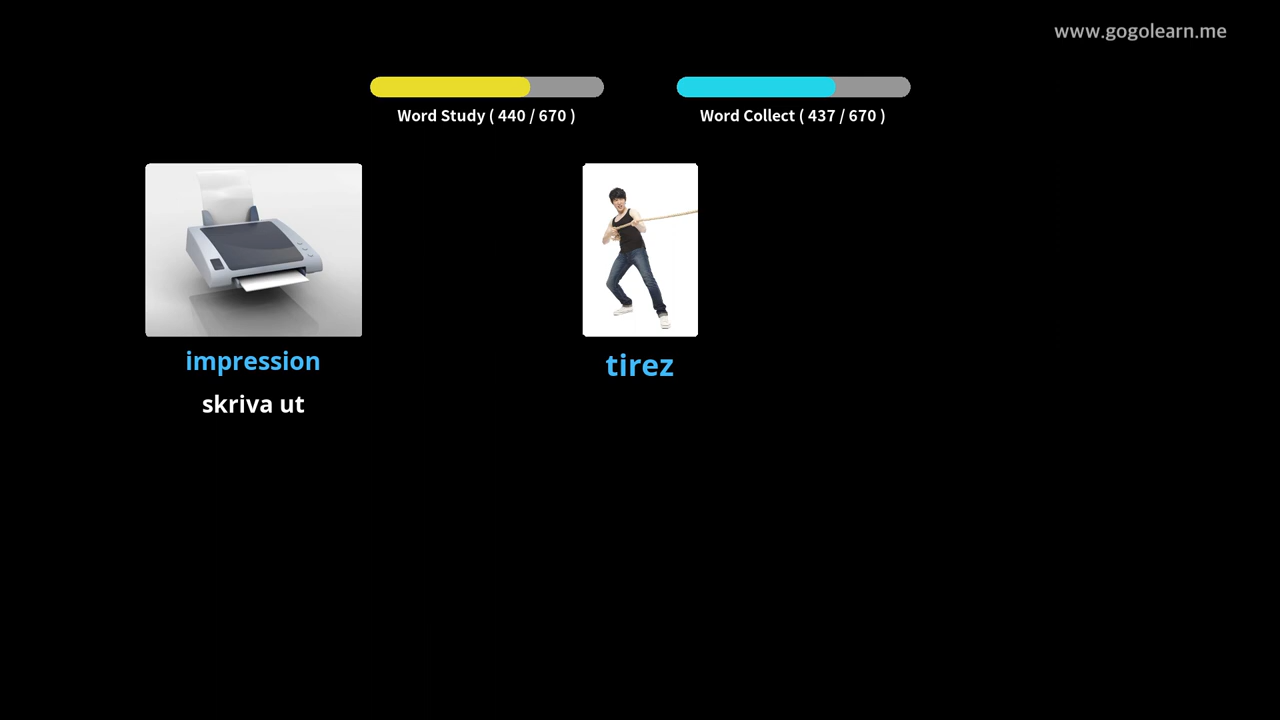 www.gogolearn.me
Word Study ( 440 / 670 )
Word Collect ( 437 / 670 )
impression
tirez
skriva ut